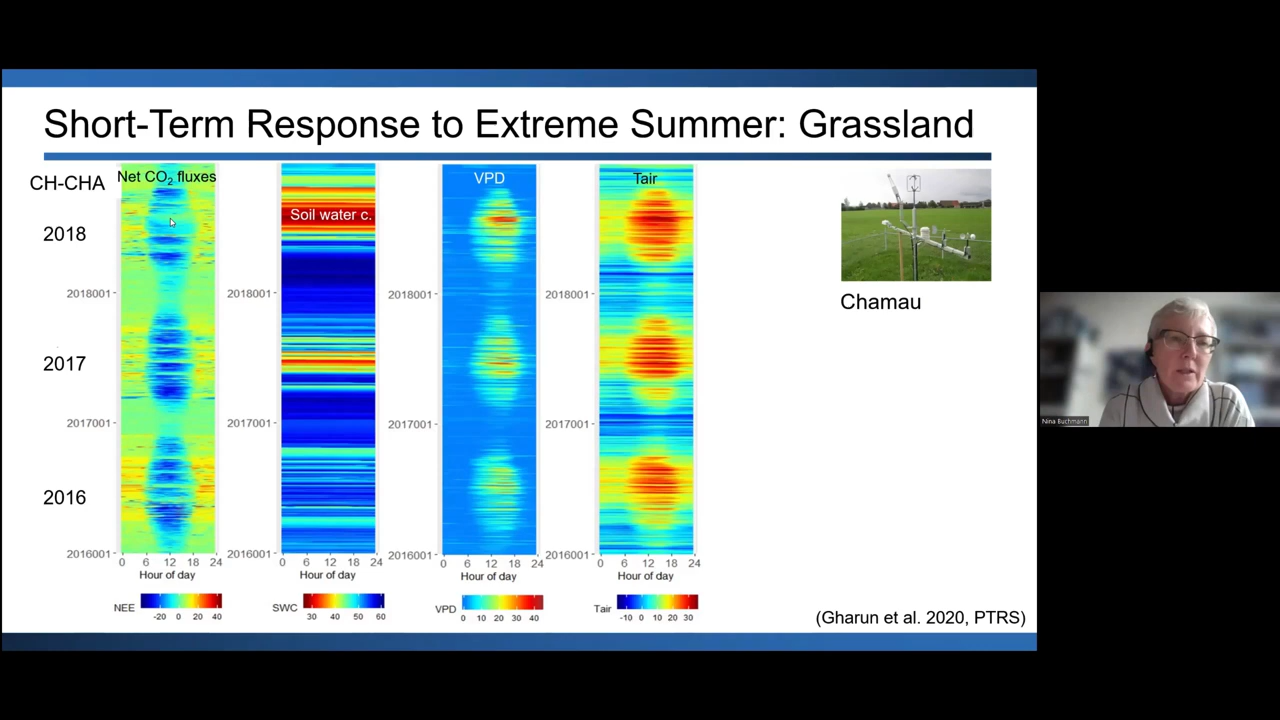 Short-Term Response to Extreme Summer: Grassland
CH-CHA
Net CO₂ fluxes
Soil water c.
VPD
Tair
2018
2017
2016
2018001
2017001
2016001
0 6 12 18 24
Hour of day
NEE
-20 0 20 40
2018001
2017001
2016001
0 6 12 18 24
Hour of day
SWC
30 40 50 60
2018001
2017001
2016001
0 6 12 18 24
Hour of day
VPD
0 10 20 30 40
2018001
2017001
2016001
0 6 12 18 24
Hour of day
Tair
-10 0 10 20 30
Chamau
(Gharun et al. 2020, PTRS)
Nina Buchmann